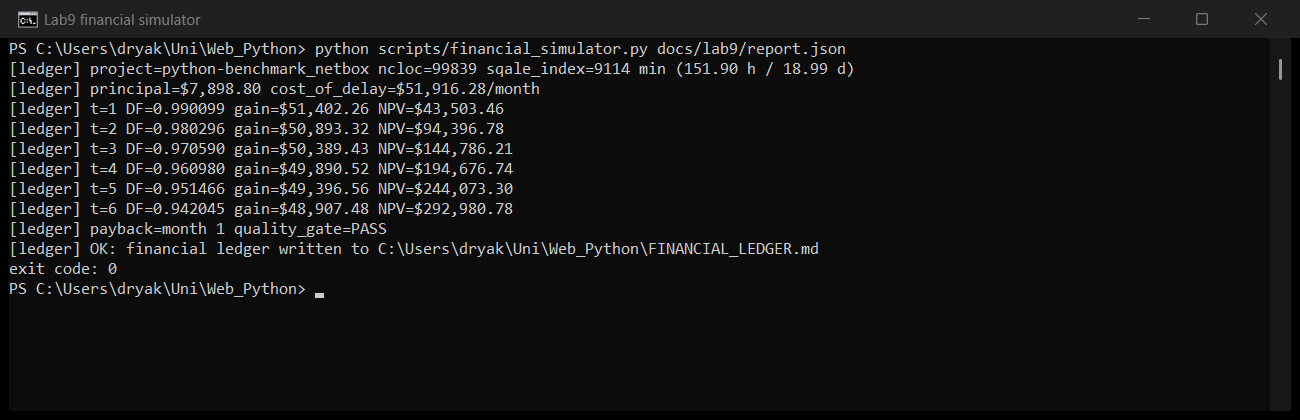 Lab9 financial simulator
PS C:\Users\dryak\Uni\Web_Python> python scripts/financial_simulator.py docs/lab9/report.json
[ledger] project=python-benchmark_netbox ncloc=99839 sqale_index=9114 min (151.90 h / 18.99 d)
[ledger] principal=$7,898.80 cost_of_delay=$51,916.28/month
[ledger] t=1 DF=0.990099 gain=$51,402.26 NPV=$43,503.46
[ledger] t=2 DF=0.980296 gain=$50,893.32 NPV=$94,396.78
[ledger] t=3 DF=0.970590 gain=$50,389.43 NPV=$144,786.21
[ledger] t=4 DF=0.960980 gain=$49,890.52 NPV=$194,676.74
[ledger] t=5 DF=0.951466 gain=$49,396.56 NPV=$244,073.30
[ledger] t=6 DF=0.942045 gain=$48,907.48 NPV=$292,980.78
[ledger] payback=month 1 quality_gate=PASS
[ledger] OK: financial ledger written to C:\Users\dryak\Uni\Web_Python\FINANCIAL_LEDGER.md
exit code: 0
PS C:\Users\dryak\Uni\Web_Python>